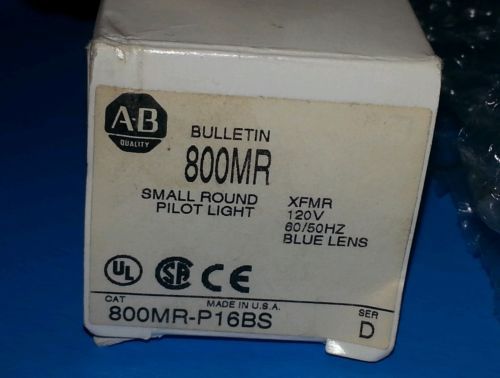 A-B
QUALITY
BULLETIN
800MR
SMALL ROUND
PILOT LIGHT
XFMR
120V
60/50HZ
BLUE LENS
UL
SA
CE
CAT
MADE IN U.S.A.
SER
800MR-P16BS
D